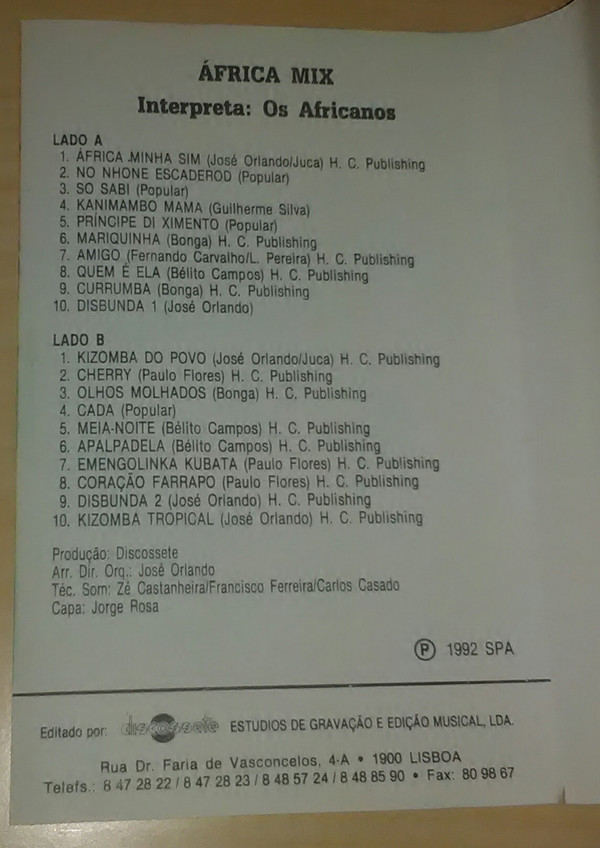 ÁFRICA MIX
Interpreta: Os Africanos
LADO A
1. ÁFRICA MINHA SIM (José Orlando/Juca) H. C. Publishing
2. NO NHONE ESCADEROD (Popular)
3. SO SABI (Popular)
4. KANIMAMBO MAMA (Guilherme Silva)
5. PRÍNCIPE DI XIMENTO (Popular)
6. MARIQUINHA (Bonga) H. C. Publishing
7. AMIGO (Fernando Carvalho/L. Pereira) H. C. Publishing
8. QUEM É ELA (Bélito Campos) H. C. Publishing
9. CURRUMBA (Bonga) H. C. Publishing
10. DISBUNDA 1 (José Orlando)
LADO B
1. KIZOMBA DO POVO (José Orlando/Juca) H. C. Publishing
2. CHERRY (Paulo Flores) H. C. Publishing
3. OLHOS MOLHADOS (Bonga) H. C. Publishing
4. CADA (Popular)
5. MEIA-NOITE (Bélito Campos) H. C. Publishing
6. APALPADELA (Bélito Campos) H. C. Publishing
7. EMENGOLINKA KUBATA (Paulo Flores) H. C. Publishing
8. CORAÇÃO FARRAPO (Paulo Flores) H. C. Publishing
9. DISBUNDA 2 (José Orlando) H. C. Publishing
10. KIZOMBA TROPICAL (José Orlando) H. C. Publishing
Produção: Discossete
Arr. Dir. Orq.: José Orlando
Téc. Som: Zé Castanheira/Francisco Ferreira/Carlos Casado
Capa: Jorge Rosa
Ⓟ 1992 SPA
Editado por: discossete ESTUDIOS DE GRAVAÇÃO E EDIÇÃO MUSICAL, LDA.
Rua Dr. Faria de Vasconcelos, 4-A • 1900 LISBOA
Telefs.: 8 47 28 22 / 8 47 28 23 / 8 48 57 24 / 8 48 85 90 • Fax: 80 98 67